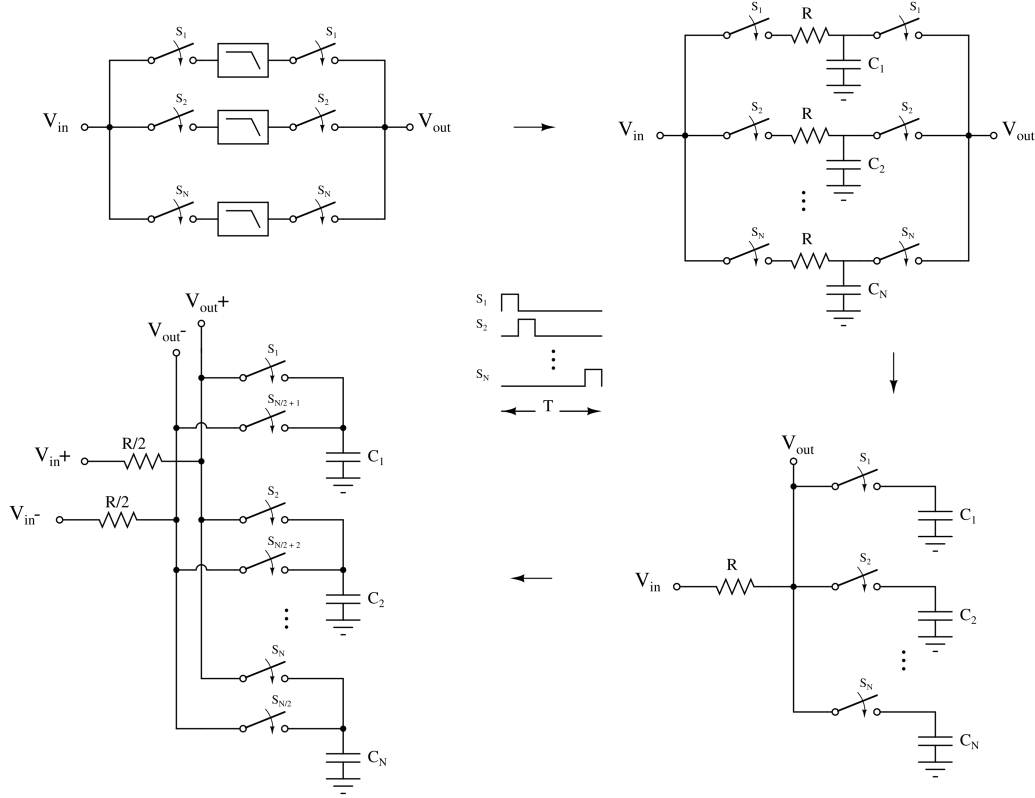 S1 S1
Vin S2 S2 Vout
SN SN
S1 R S1
C1
Vin S2 R S2 Vout
C2
SN R SN
CN
S1
S2
SN
T
Vout+
Vout-
S1
SN/2+1
Vin+ R/2 C1
Vin- R/2 S2
SN/2+2
C2
SN
SN/2
CN
Vout
S1
C1
Vin R S2
C2
SN
CN